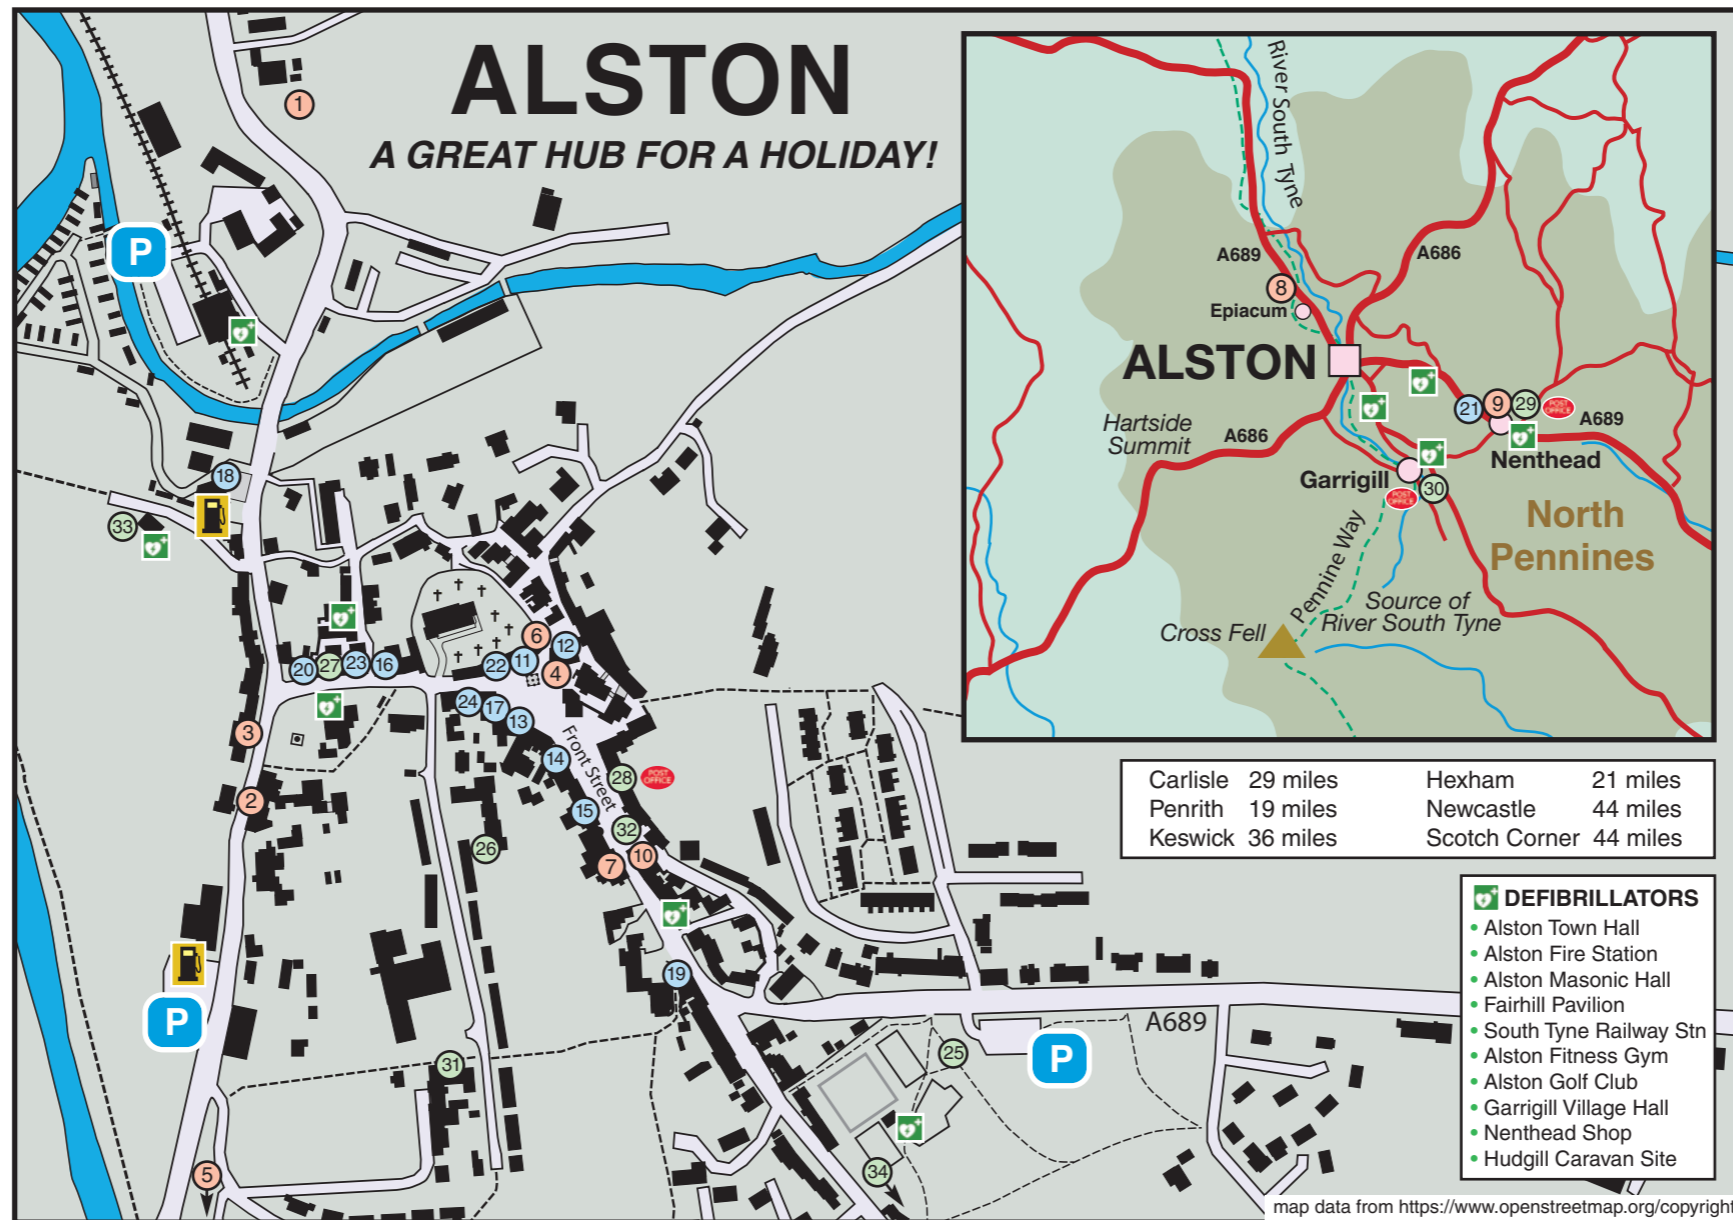 ALSTON
A GREAT HUB FOR A HOLIDAY!
1
P
18
33
20
27
23
16
22
11
6
12
4
24
17
13
3
14
Front Street
28
POST OFFICE
2
15
32
26
7
10
19
P
A689
25
P
31
5
34
River South Tyne
A689
A686
8
Epiacum
ALSTON
21
9
29
POST OFFICE
A689
Hartside
Summit
A686
Nenthead
Garrigill
POST OFFICE
30
North
Pennines
Pennine Way
Source of
River South Tyne
Cross Fell
Carlisle 29 miles Hexham 21 miles
Penrith 19 miles Newcastle 44 miles
Keswick 36 miles Scotch Corner 44 miles
DEFIBRILLATORS
• Alston Town Hall
• Alston Fire Station
• Alston Masonic Hall
• Fairhill Pavilion
• South Tyne Railway Stn
• Alston Fitness Gym
• Alston Golf Club
• Garrigill Village Hall
• Nenthead Shop
• Hudgill Caravan Site
map data from https://www.openstreetmap.org/copyright